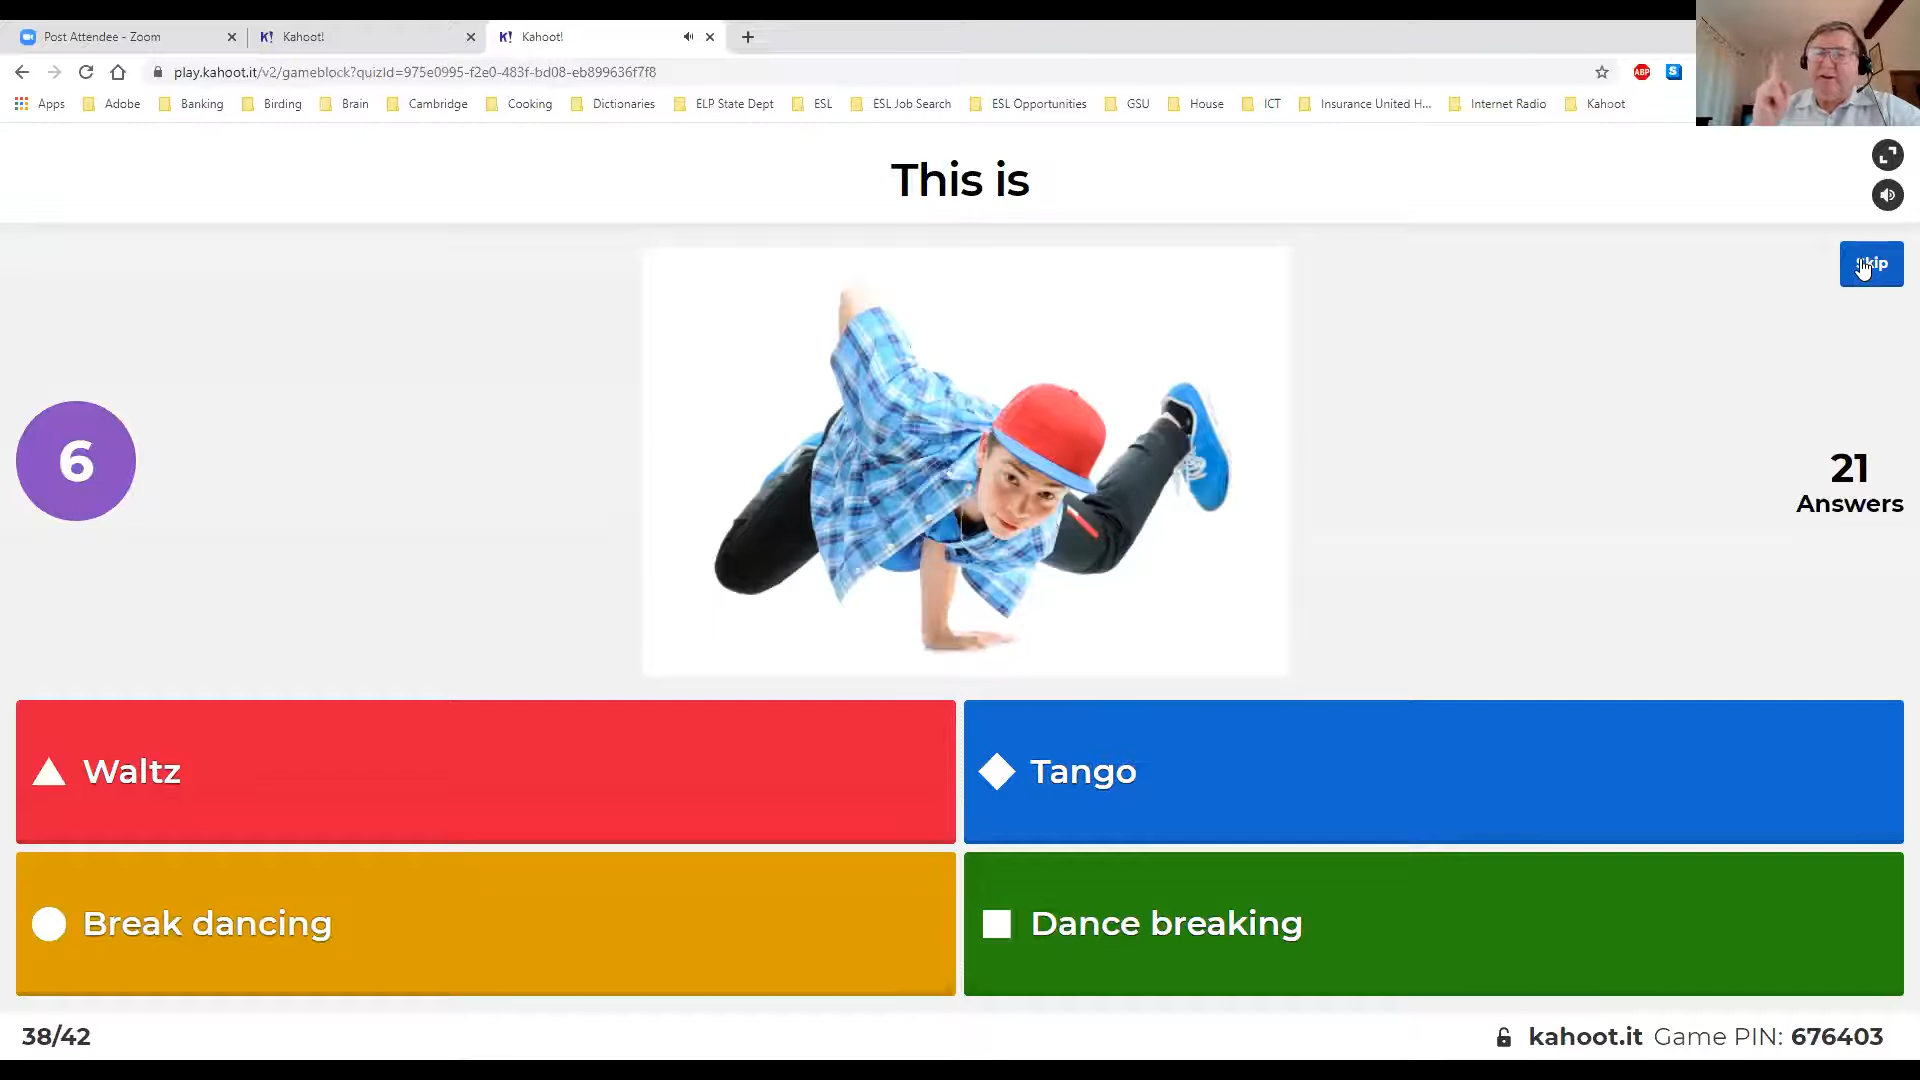 Post Attendee - Zoom
K! Kahoot!
K! Kahoot!
play.kahoot.it/v2/gameblock?quizId=975e0995-f2e0-483f-bd08-eb899636f7f8
ABP
S
Apps Adobe Banking Birding Brain Cambridge Cooking Dictionaries ELP State Dept ESL ESL Job Search ESL Opportunities GSU House ICT Insurance United H... Internet Radio Kahoot
This is
Skip
6
21
Answers
Waltz
Tango
Break dancing
Dance breaking
38/42
kahoot.it Game PIN: 676403